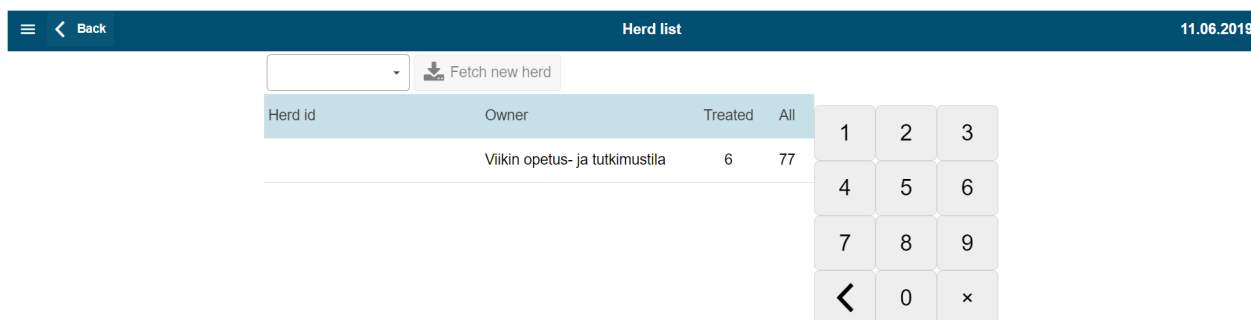 Back Herd list 11.06.2019
Fetch new herd
Herd id Owner Treated All
Viikin opetus- ja tutkimustila 6 77
1 2 3
4 5 6
7 8 9
0 ×